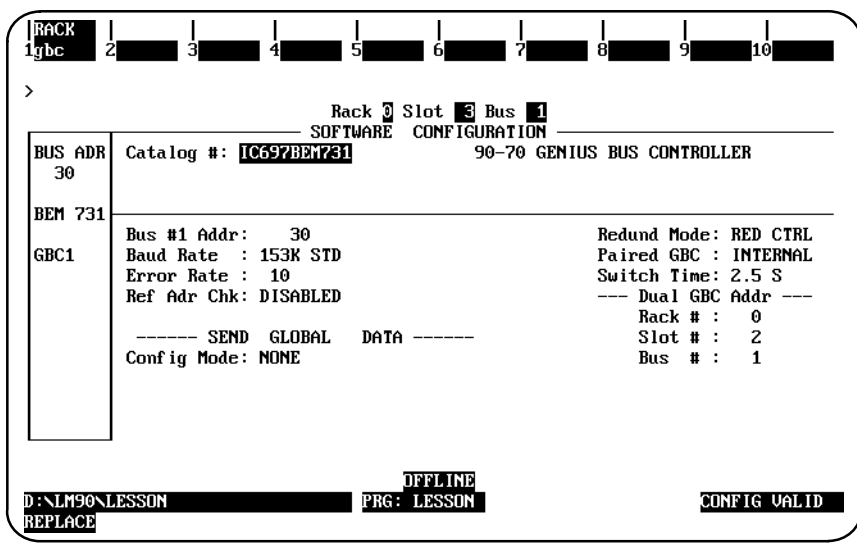 RACK
1gbc 2 3 4 5 6 7 8 9 10
>
Rack 0 Slot 3 Bus 1
SOFTWARE CONFIGURATION
BUS ADR Catalog #: IC697BEM731 90-70 GENIUS BUS CONTROLLER
30
BEM 731
Bus #1 Addr: 30 Redund Mode: RED CTRL
GBC1 Baud Rate : 153K STD Paired GBC : INTERNAL
Error Rate : 10 Switch Time: 2.5 S
Ref Adr Chk: DISABLED --- Dual GBC Addr ---
Rack # : 0
------ SEND GLOBAL DATA ------ Slot # : 2
Config Mode: NONE Bus # : 1
OFFLINE
D:\LM90\LESSON PRG: LESSON CONFIG VALID
REPLACE